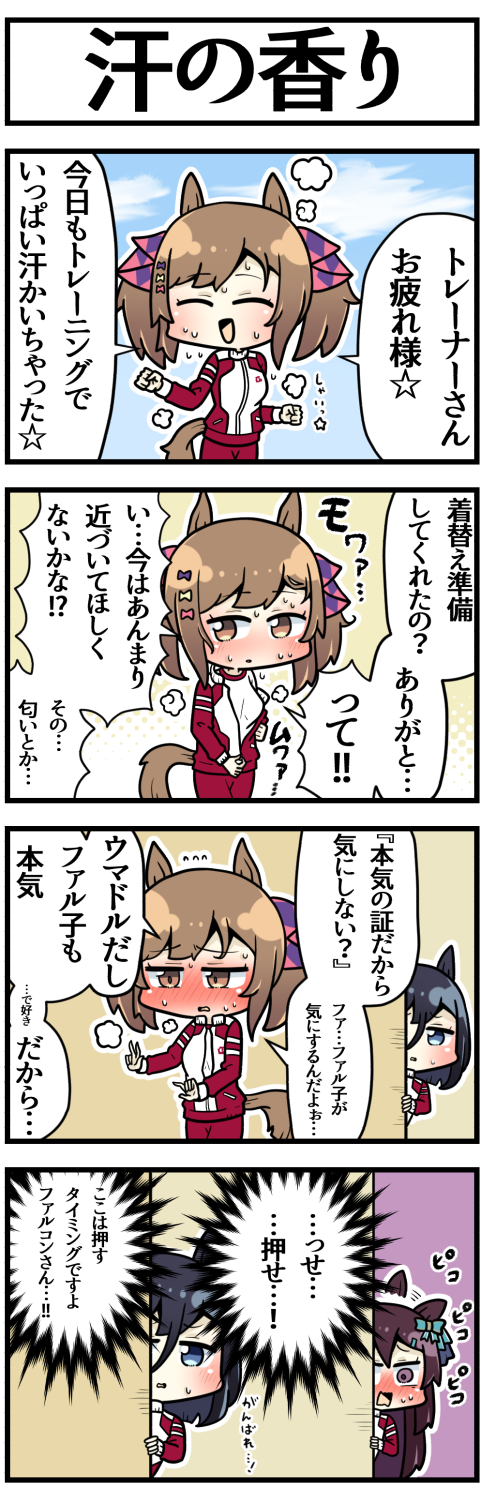 汗の香り
トレーナーさん
お疲れ様☆
今日もトレーニングで
いっぱい汗かいちゃった☆
しゃいっ☆
着替え準備
してくれたの？
ありがと…
って!!
モワァ…
い…今はあんまり
近づいてほしく
ないかな!?
ムワァ…
その…
匂いとか…
『本気の証だから
気にしない？』
ファ…ファル子が
気にするんだよぉ…
ウマドルだし
ファル子も
本気
…で好き
だから…
ピコ
ピコ
ピコ
…っせ…
…押せ…!
がんばれ…!
ここは押す
タイミングですよ
ファルコンさん…!!